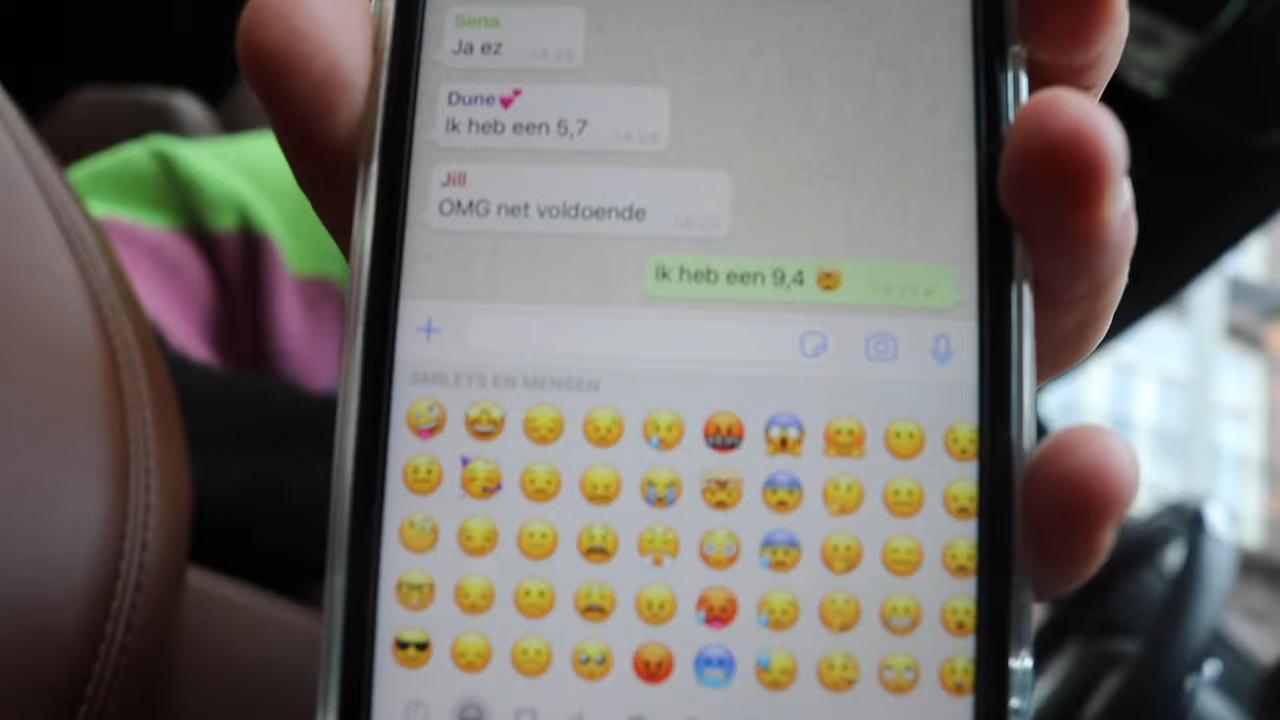 Sena
Ja ez
Dune💕
Ik heb een 5,7
Jill
OMG net voldoende
Ik heb een 9,4 🤓
SMILEYS EN MENSEN